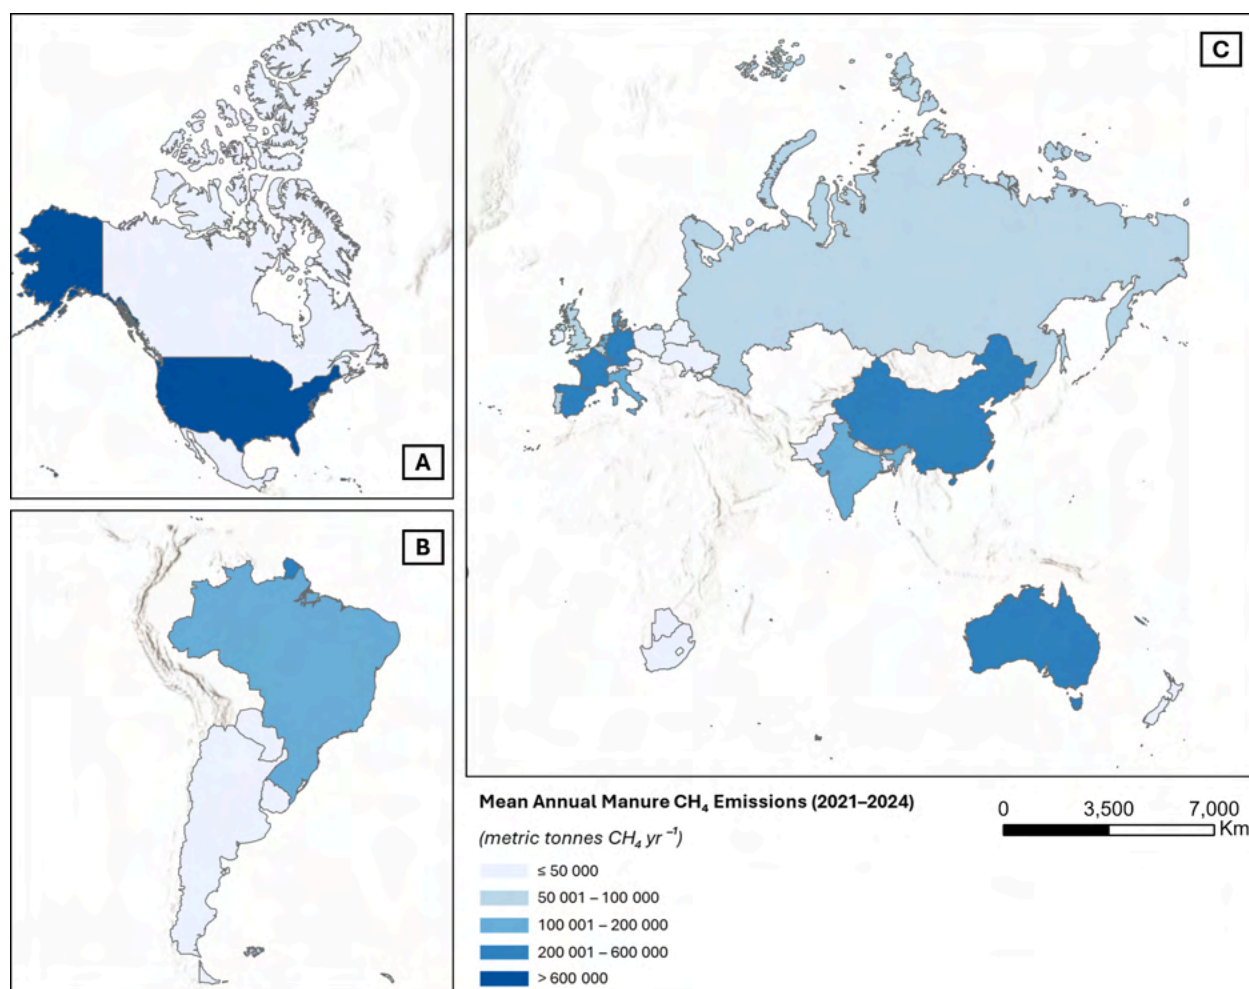 A
B
C
Mean Annual Manure CH₄ Emissions (2021–2024)
(metric tonnes CH₄ yr ⁻¹)
≤ 50 000
50 001 – 100 000
100 001 – 200 000
200 001 – 600 000
> 600 000
0 3,500 7,000
Km